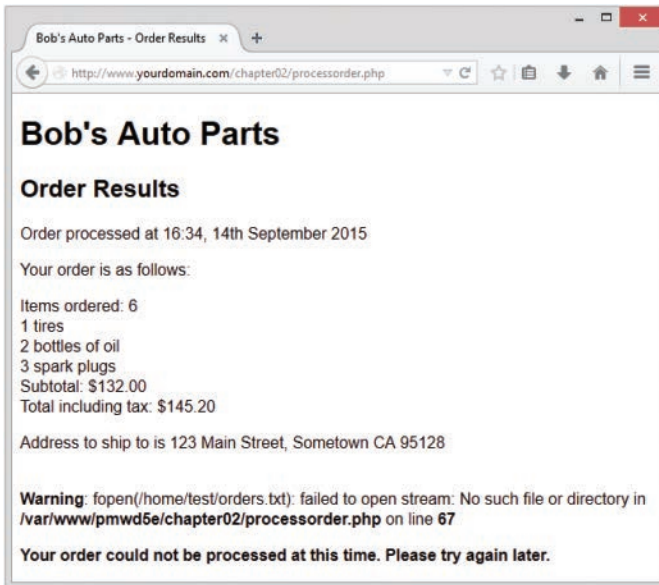 Bob's Auto Parts - Order Results
http://www.yourdomain.com/chapter02/processorder.php
Bob's Auto Parts
Order Results
Order processed at 16:34, 14th September 2015
Your order is as follows:
Items ordered: 6
1 tires
2 bottles of oil
3 spark plugs
Subtotal: $132.00
Total including tax: $145.20
Address to ship to is 123 Main Street, Sometown CA 95128
Warning: fopen(/home/test/orders.txt): failed to open stream: No such file or directory in
/var/www/pmwd5e/chapter02/processorder.php on line 67
Your order could not be processed at this time. Please try again later.